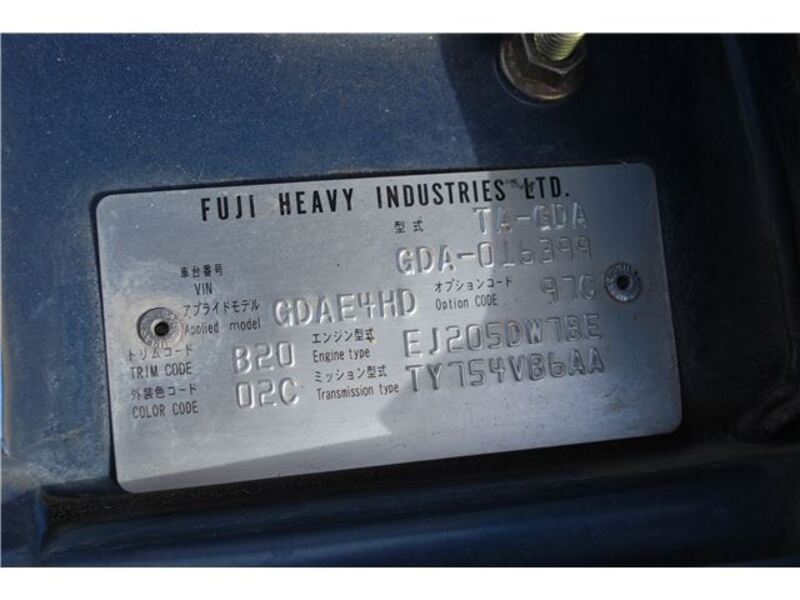 FUJI HEAVY INDUSTRIES LTD.
型式 TA-GDA
車台番号 VIN GDA-016399
アプライドモデル Applied model GDAE4HD オプションコード Option CODE 97C
トリムコード TRIM CODE B20 エンジン型式 Engine type EJ205DW7BE
外装色コード COLOR CODE 02C ミッション型式 Transmission type TY754VB6AA